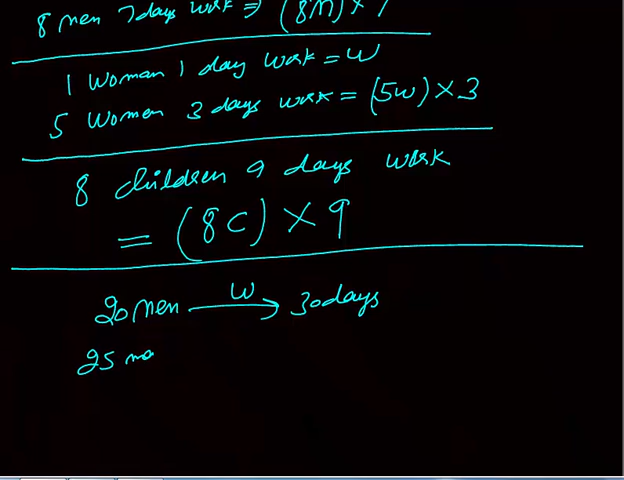 8 men 7 days work ⇒ (8M) × 7
1 Woman 1 day work = W
5 Women 3 days work = (5W) × 3
8 children 9 days work
= (8C) × 9
W
20 men → 30 days
25 me